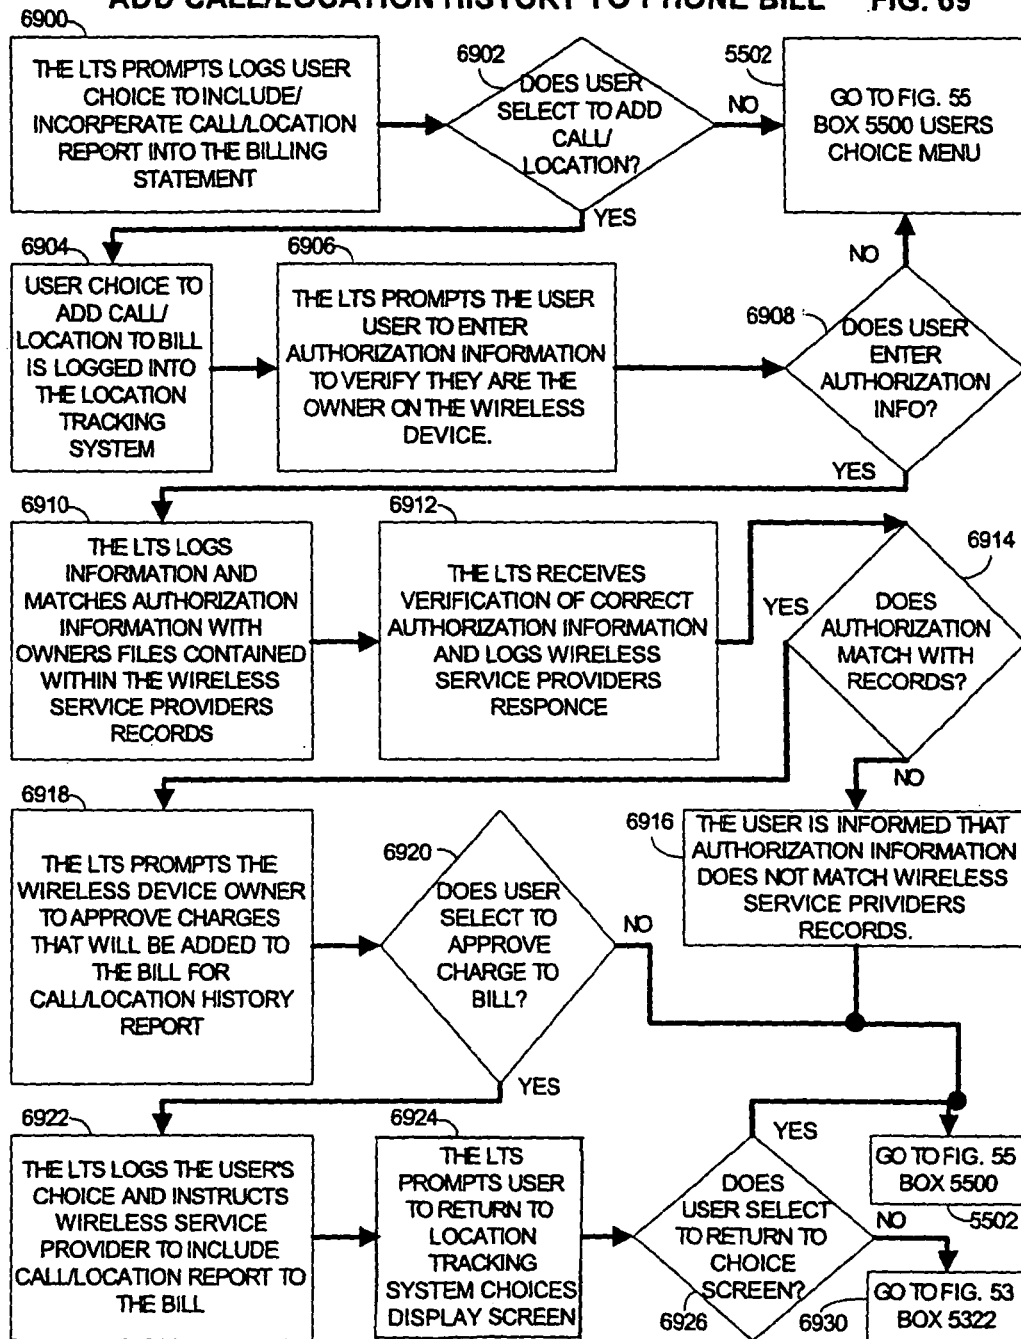 ADD CALL/LOCATION HISTORY TO PHONE BILL FIG. 69
6900
THE LTS PROMPTS LOGS USER
CHOICE TO INCLUDE/
INCORPERATE CALL/LOCATION
REPORT INTO THE BILLING
STATEMENT
6902
DOES USER
SELECT TO ADD
CALL/
LOCATION?
NO
YES
5502
GO TO FIG. 55
BOX 5500 USERS
CHOICE MENU
6904
USER CHOICE TO
ADD CALL/
LOCATION TO BILL
IS LOGGED INTO
THE LOCATION
TRACKING
SYSTEM
6906
THE LTS PROMPTS THE USER
USER TO ENTER
AUTHORIZATION INFORMATION
TO VERIFY THEY ARE THE
OWNER ON THE WIRELESS
DEVICE.
NO
6908
DOES USER
ENTER
AUTHORIZATION
INFO?
YES
6910
THE LTS LOGS
INFORMATION AND
MATCHES AUTHORIZATION
INFORMATION WITH
OWNERS FILES CONTAINED
WITHIN THE WIRELESS
SERVICE PROVIDERS
RECORDS
6912
THE LTS RECEIVES
VERIFICATION OF CORRECT
AUTHORIZATION INFORMATION
AND LOGS WIRELESS
SERVICE PROVIDERS
RESPONCE
6914
YES
DOES
AUTHORIZATION
MATCH WITH
RECORDS?
NO
6916
THE USER IS INFORMED THAT
AUTHORIZATION INFORMATION
DOES NOT MATCH WIRELESS
SERVICE PRIVIDERS
RECORDS.
6918
THE LTS PROMPTS THE
WIRELESS DEVICE OWNER
TO APPROVE CHARGES
THAT WILL BE ADDED TO
THE BILL FOR
CALL/LOCATION HISTORY
REPORT
6920
DOES USER
SELECT TO
APPROVE
CHARGE TO
BILL?
NO
YES
6922
THE LTS LOGS THE USER'S
CHOICE AND INSTRUCTS
WIRELESS SERVICE
PROVIDER TO INCLUDE
CALL/LOCATION REPORT TO
THE BILL
6924
THE LTS
PROMPTS USER
TO RETURN TO
LOCATION
TRACKING
SYSTEM CHOICES
DISPLAY SCREEN
YES
DOES
USER SELECT
TO RETURN TO
CHOICE
SCREEN?
6926
NO
GO TO FIG. 55
BOX 5500
5502
GO TO FIG. 53
BOX 5322
6930